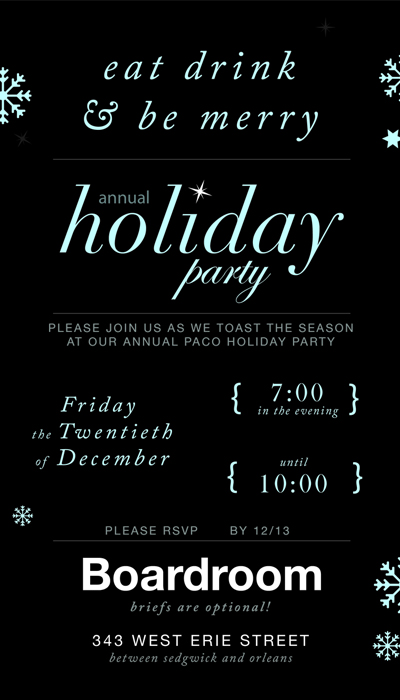 eat drink
& be merry
annual
holiday
party
PLEASE JOIN US AS WE TOAST THE SEASON
AT OUR ANNUAL PACO HOLIDAY PARTY
Friday
the Twentieth
of December
{ 7:00 }
in the evening
until
{ 10:00 }
PLEASE RSVP BY 12/13
Boardroom
briefs are optional!
343 WEST ERIE STREET
between sedgwick and orleans